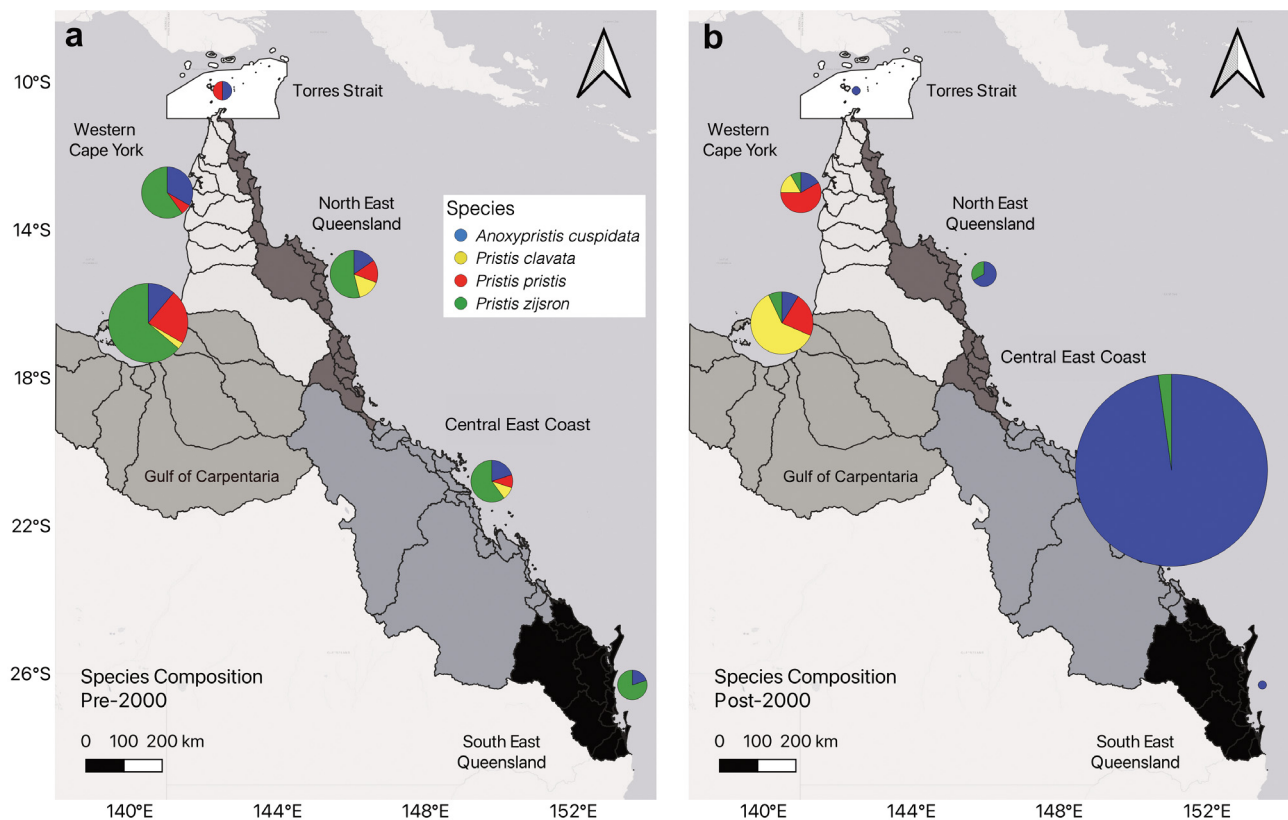 a
10°S
14°S
18°S
22°S
26°S
Torres Strait
Western
Cape York
North East
Queensland
Species
Anoxypristis cuspidata
Pristis clavata
Pristis pristis
Pristis zijsron
Central East Coast
Gulf of Carpentaria
Species Composition
Pre-2000
0 100 200 km
South East
Queensland
140°E 144°E 148°E 152°E
b
Torres Strait
Western
Cape York
North East
Queensland
Central East Coast
Gulf of Carpentaria
Species Composition
Post-2000
0 100 200 km
South East
Queensland
140°E 144°E 148°E 152°E